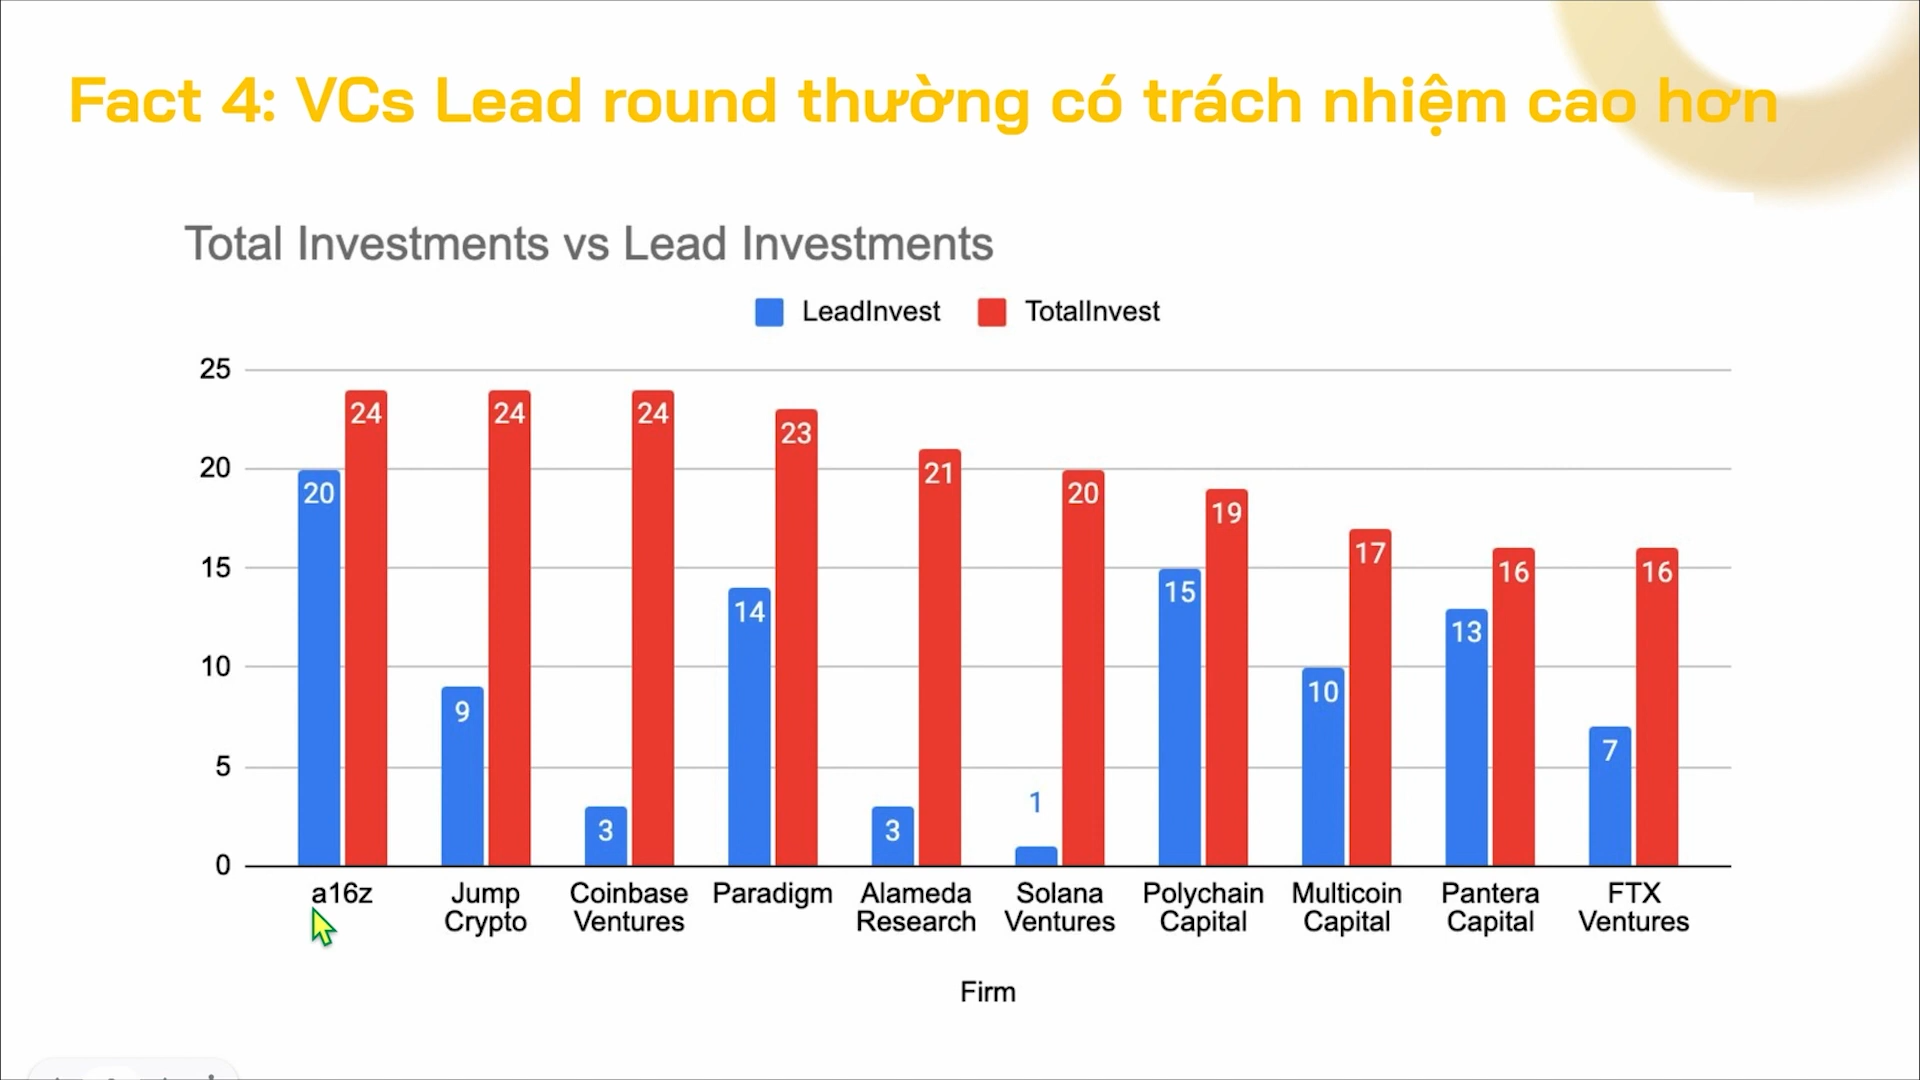 Fact 4: VCs Lead round thường có trách nhiệm cao hơn
Total Investments vs Lead Investments
LeadInvest TotalInvest
25
20
15
10
5
0
20 24
9 24
3 24
14 23
3 21
1 20
15 19
10 17
13 16
7 16
a16z
Jump
Crypto
Coinbase
Ventures
Paradigm
Alameda
Research
Solana
Ventures
Polychain
Capital
Multicoin
Capital
Pantera
Capital
FTX
Ventures
Firm